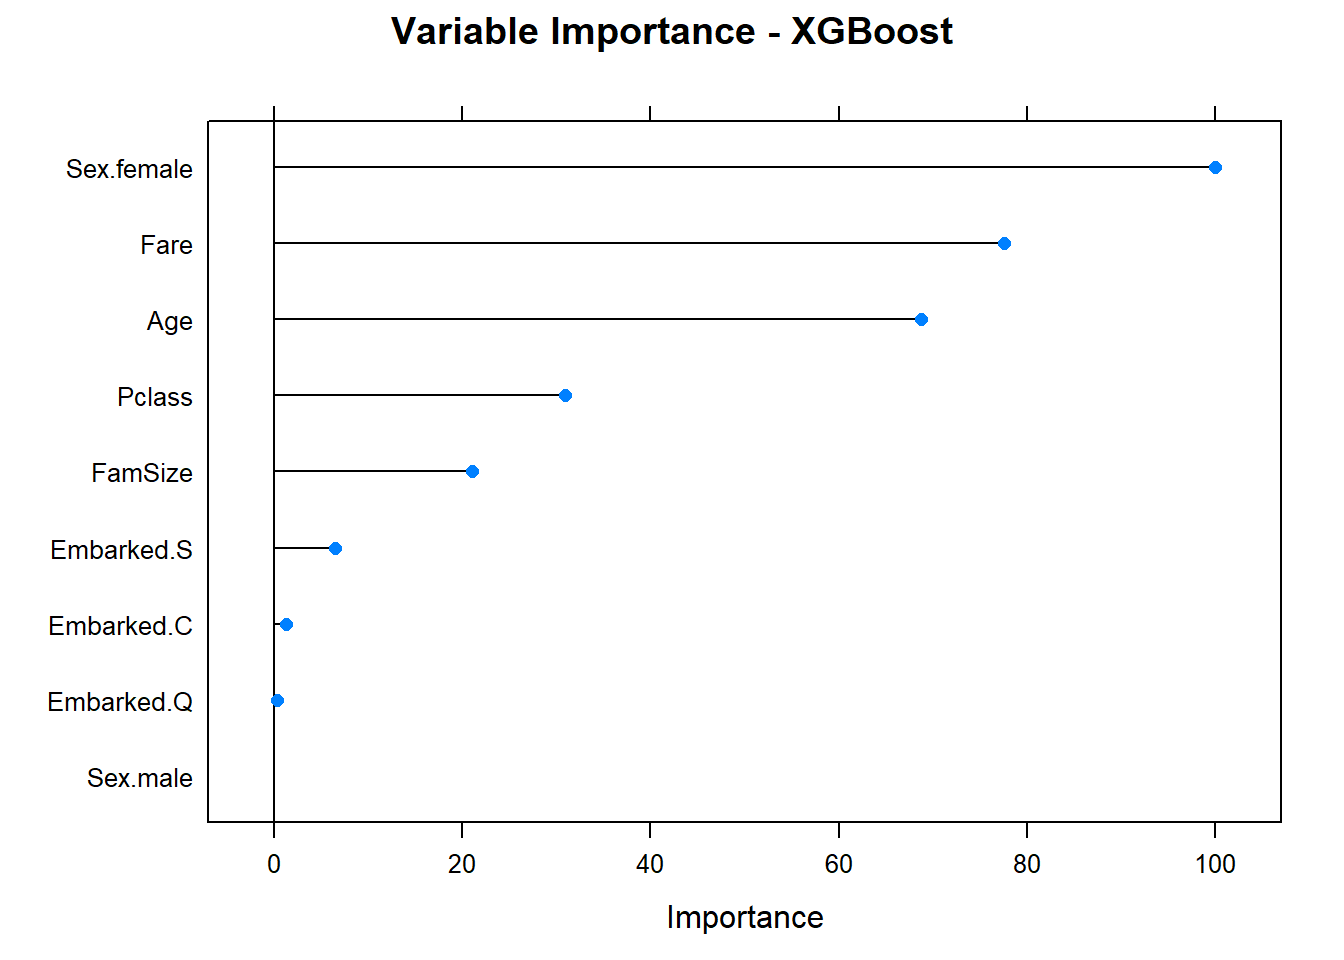 Variable Importance - XGBoost
Sex.female
Fare
Age
Pclass
FamSize
Embarked.S
Embarked.C
Embarked.Q
Sex.male
0 20 40 60 80 100
Importance